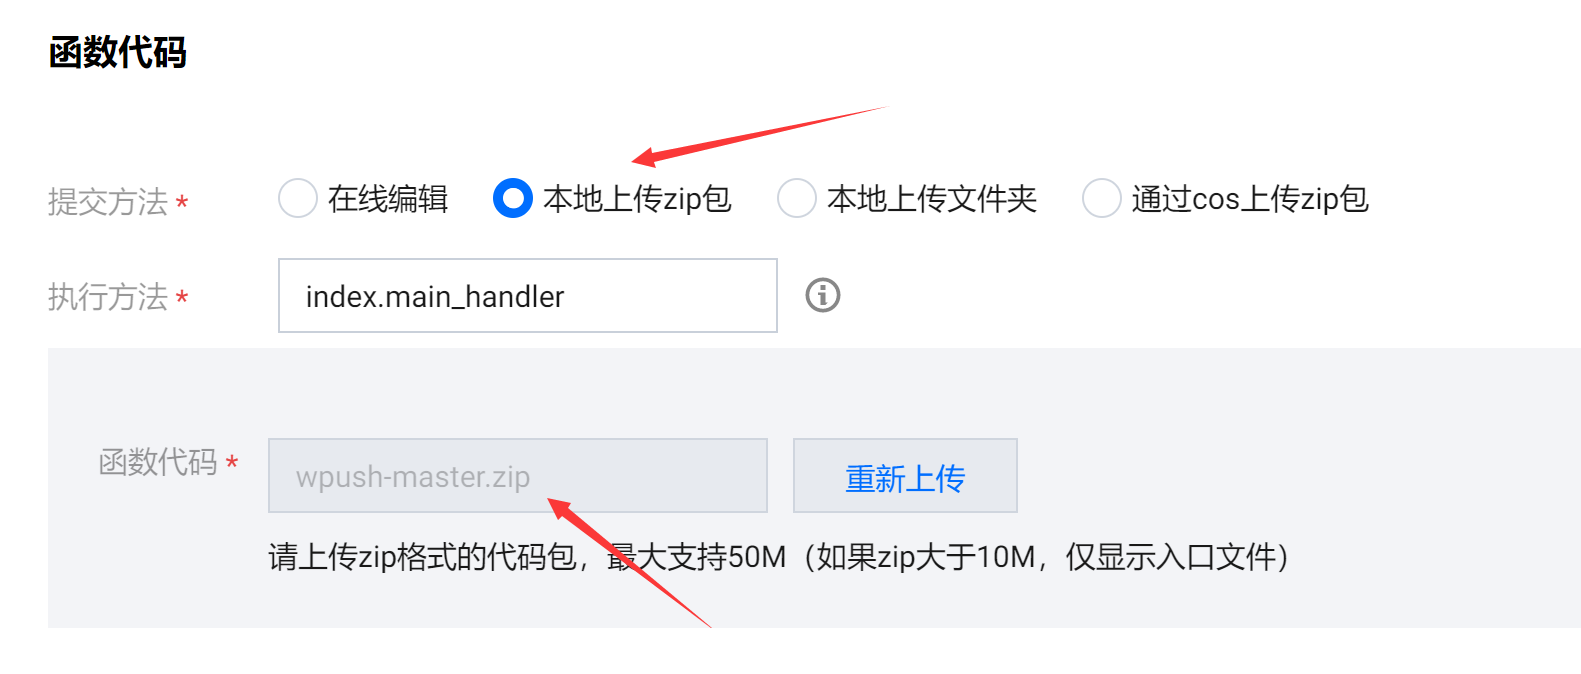 函数代码
提交方法 * 在线编辑 本地上传zip包 本地上传文件夹 通过cos上传zip包
执行方法 * index.main_handler
函数代码 * wpush-master.zip 重新上传
请上传zip格式的代码包，最大支持50M（如果zip大于10M，仅显示入口文件）